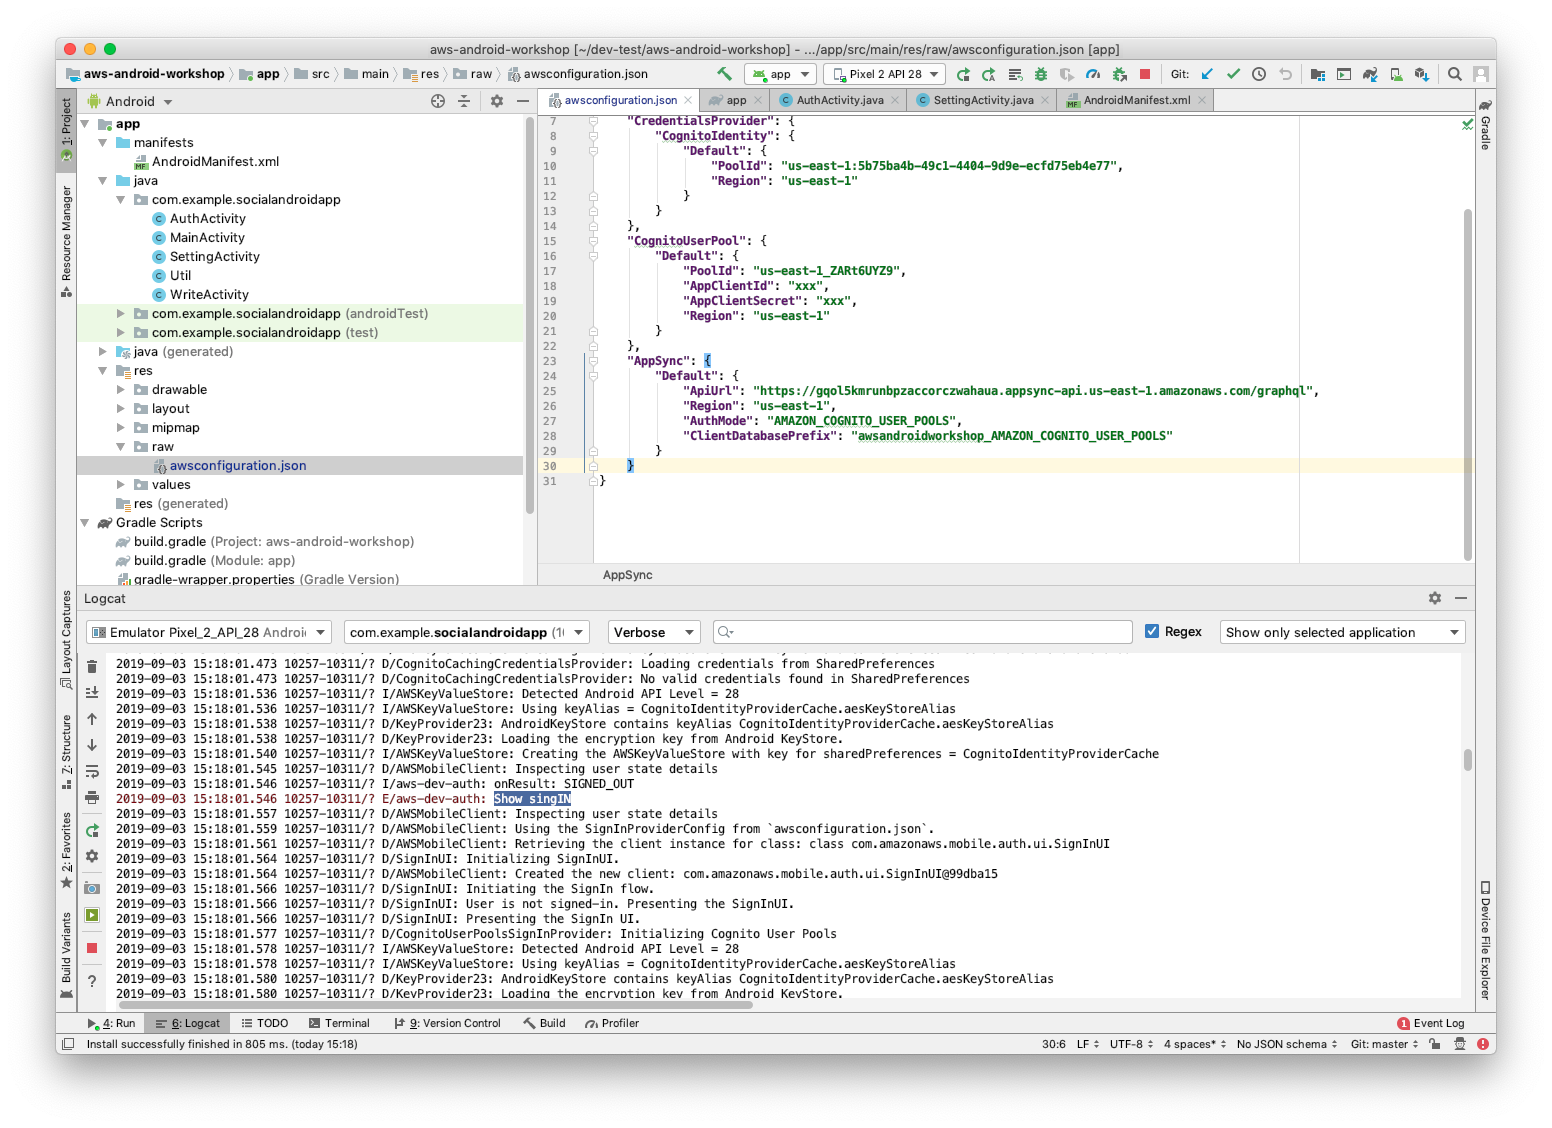 aws-android-workshop [~/dev-test/aws-android-workshop] - .../app/src/main/res/raw/awsconfiguration.json [app]
aws-android-workshop app src main res raw awsconfiguration.json app Pixel 2 API 28 Git:
1: Project
Resource Manager
Layout Captures
Z: Structure
2: Favorites
Build Variants
Android
app
manifests
AndroidManifest.xml
java
com.example.socialandroidapp
AuthActivity
MainActivity
SettingActivity
Util
WriteActivity
com.example.socialandroidapp (androidTest)
com.example.socialandroidapp (test)
java (generated)
res
drawable
layout
mipmap
raw
awsconfiguration.json
values
res (generated)
Gradle Scripts
build.gradle (Project: aws-android-workshop)
build.gradle (Module: app)
gradle-wrapper.properties (Gradle Version)
awsconfiguration.json app AuthActivity.java SettingActivity.java AndroidManifest.xml
7 "CredentialsProvider": {
8 "CognitoIdentity": {
9 "Default": {
10 "PoolId": "us-east-1:5b75ba4b-49c1-4404-9d9e-ecfd75eb4e77",
11 "Region": "us-east-1"
12 }
13 }
14 },
15 "CognitoUserPool": {
16 "Default": {
17 "PoolId": "us-east-1_ZARt6UYZ9",
18 "AppClientId": "xxx",
19 "AppClientSecret": "xxx",
20 "Region": "us-east-1"
21 }
22 },
23 "AppSync": {
24 "Default": {
25 "ApiUrl": "https://gqol5kmrunbpzaccorczwahaua.appsync-api.us-east-1.amazonaws.com/graphql",
26 "Region": "us-east-1",
27 "AuthMode": "AMAZON_COGNITO_USER_POOLS",
28 "ClientDatabasePrefix": "awsandroidworkshop_AMAZON_COGNITO_USER_POOLS"
29 }
30 }
31 }
AppSync
Gradle
Device File Explorer
Logcat
Emulator Pixel_2_API_28 Androi com.example.socialandroidapp (1 Verbose Regex Show only selected application
2019-09-03 15:18:01.473 10257-10311/? D/CognitoCachingCredentialsProvider: Loading credentials from SharedPreferences
2019-09-03 15:18:01.473 10257-10311/? D/CognitoCachingCredentialsProvider: No valid credentials found in SharedPreferences
2019-09-03 15:18:01.536 10257-10311/? I/AWSKeyValueStore: Detected Android API Level = 28
2019-09-03 15:18:01.536 10257-10311/? I/AWSKeyValueStore: Using keyAlias = CognitoIdentityProviderCache.aesKeyStoreAlias
2019-09-03 15:18:01.538 10257-10311/? D/KeyProvider23: AndroidKeyStore contains keyAlias CognitoIdentityProviderCache.aesKeyStoreAlias
2019-09-03 15:18:01.538 10257-10311/? D/KeyProvider23: Loading the encryption key from Android KeyStore.
2019-09-03 15:18:01.540 10257-10311/? I/AWSKeyValueStore: Creating the AWSKeyValueStore with key for sharedPreferences = CognitoIdentityProviderCache
2019-09-03 15:18:01.545 10257-10311/? D/AWSMobileClient: Inspecting user state details
2019-09-03 15:18:01.546 10257-10311/? I/aws-dev-auth: onResult: SIGNED_OUT
2019-09-03 15:18:01.546 10257-10311/? E/aws-dev-auth: Show singIN
2019-09-03 15:18:01.557 10257-10311/? D/AWSMobileClient: Inspecting user state details
2019-09-03 15:18:01.559 10257-10311/? D/AWSMobileClient: Using the SignInProviderConfig from `awsconfiguration.json`.
2019-09-03 15:18:01.561 10257-10311/? D/AWSMobileClient: Retrieving the client instance for class: class com.amazonaws.mobile.auth.ui.SignInUI
2019-09-03 15:18:01.564 10257-10311/? D/SignInUI: Initializing SignInUI.
2019-09-03 15:18:01.564 10257-10311/? D/AWSMobileClient: Created the new client: com.amazonaws.mobile.auth.ui.SignInUI@99dba15
2019-09-03 15:18:01.566 10257-10311/? D/SignInUI: Initiating the SignIn flow.
2019-09-03 15:18:01.566 10257-10311/? D/SignInUI: User is not signed-in. Presenting the SignInUI.
2019-09-03 15:18:01.566 10257-10311/? D/SignInUI: Presenting the SignIn UI.
2019-09-03 15:18:01.577 10257-10311/? D/CognitoUserPoolsSignInProvider: Initializing Cognito User Pools
2019-09-03 15:18:01.578 10257-10311/? I/AWSKeyValueStore: Detected Android API Level = 28
2019-09-03 15:18:01.578 10257-10311/? I/AWSKeyValueStore: Using keyAlias = CognitoIdentityProviderCache.aesKeyStoreAlias
2019-09-03 15:18:01.580 10257-10311/? D/KeyProvider23: AndroidKeyStore contains keyAlias CognitoIdentityProviderCache.aesKeyStoreAlias
2019-09-03 15:18:01.580 10257-10311/? D/KeyProvider23: Loading the encryption key from Android KeyStore.
4: Run 6: Logcat TODO Terminal 9: Version Control Build Profiler 1 Event Log
Install successfully finished in 805 ms. (today 15:18) 30:6 LF UTF-8 4 spaces* No JSON schema Git: master